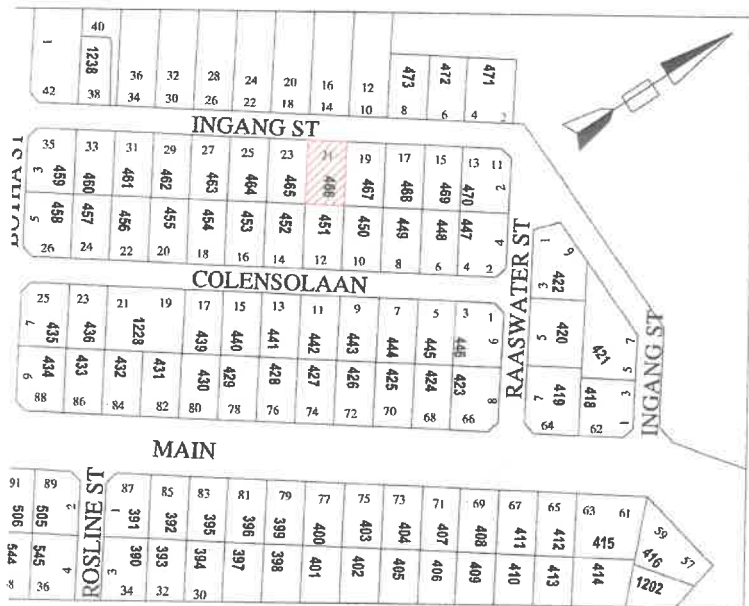 40
1 1238 36 32 28 24 20 16 12 473 472 471
42 38 34 30 26 22 18 14 10 8 6 4 2
INGANG ST
35 33 31 29 27 25 23 21 19 17 15 13 11
3 459 460 461 462 463 464 465 466 467 468 469 470 2
5 458 457 456 455 454 453 452 451 450 449 448 447 4
26 24 22 20 18 16 14 12 10 8 6 4 2
COLENSOLAAN
RAASWATER ST
1 9
3 422
5 420 421 7
5
7 419 418 3
64 62 1
INGANG ST
25 23 21 19 17 15 13 11 9 7 5 3 1
7 435 436 1228 439 440 441 442 443 444 445 446 6
9 434 433 432 431 430 429 428 427 426 425 424 423 8
88 86 84 82 80 78 76 74 72 70 68 66
MAIN
ROSLINE ST
91 89 87 85 83 81 79 77 75 73 71 69 67 65 63 61 59 57
506 505 2 1 391 392 395 396 399 400 403 404 407 408 411 412 415 416
544 545 4 3 390 393 394 397 398 401 402 405 406 409 410 413 414 1202
36 34 32 30